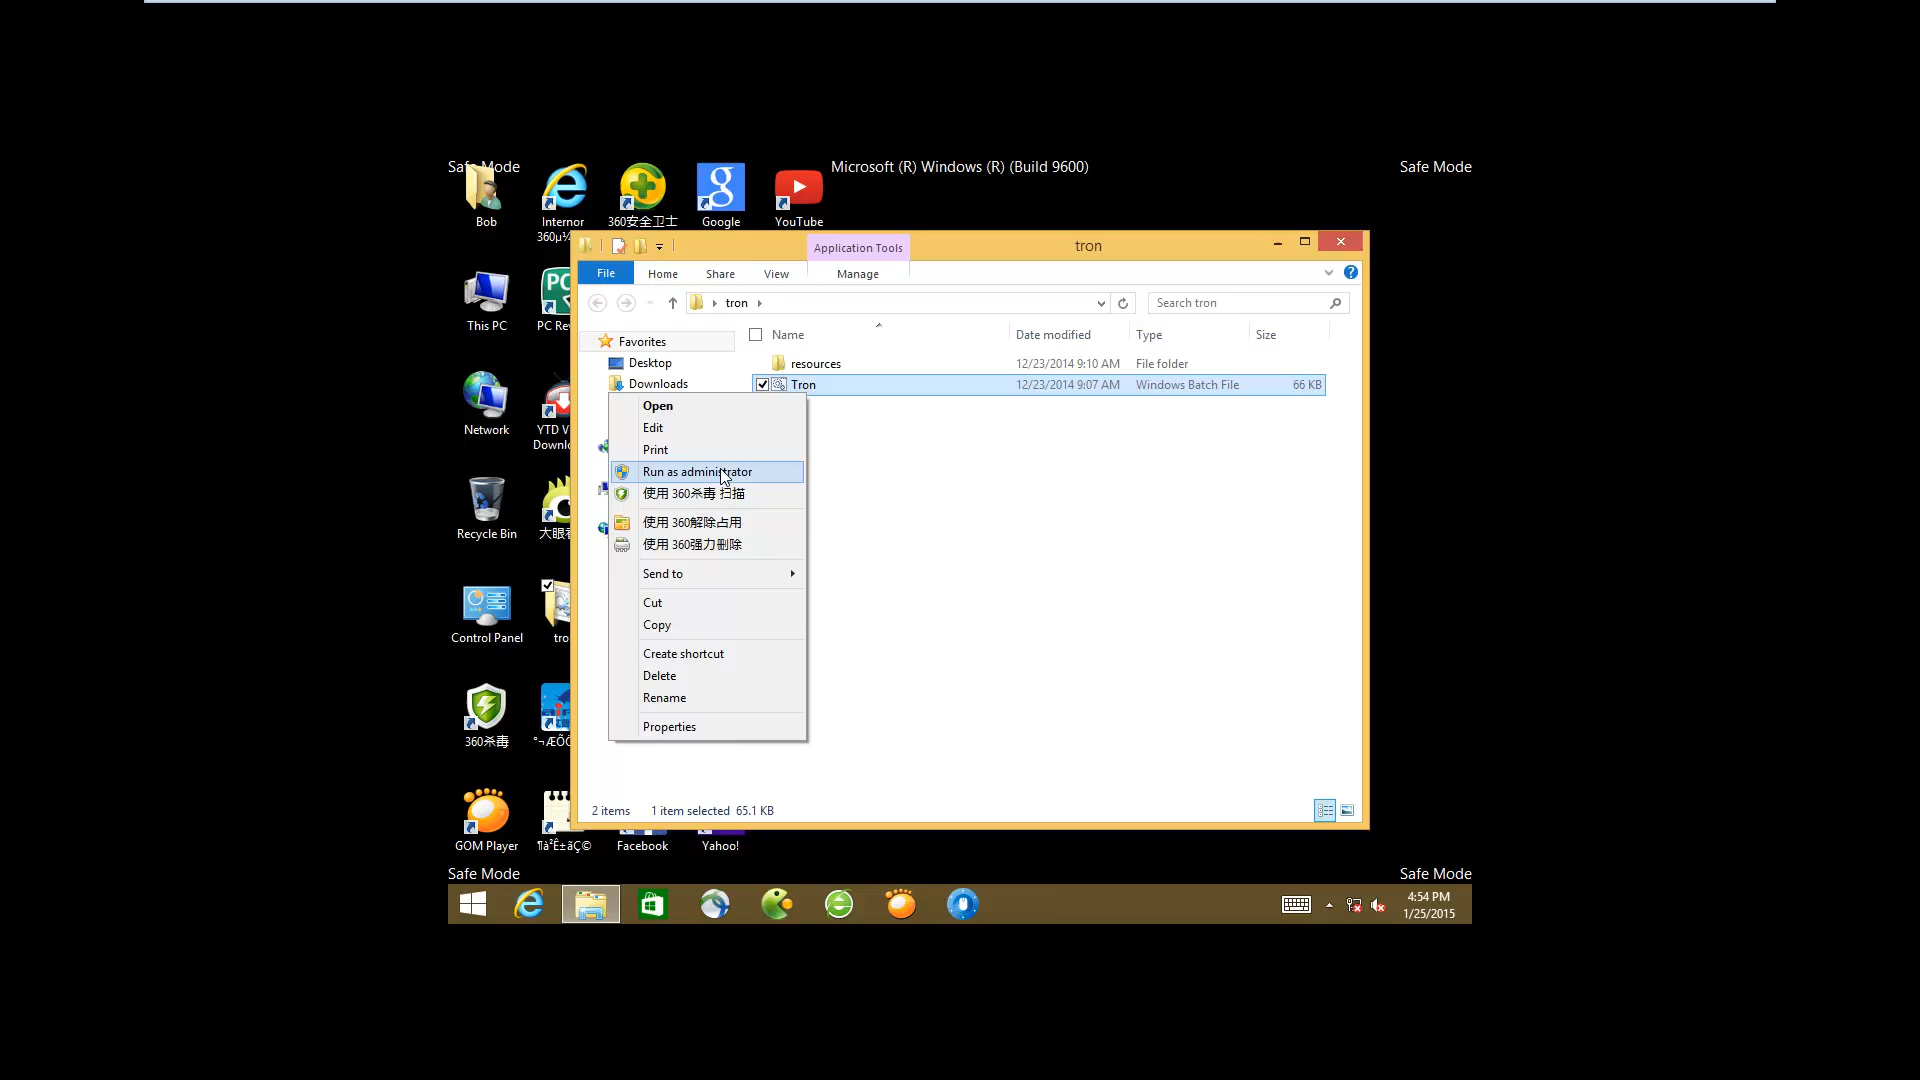 Safe Mode
Microsoft (R) Windows (R) (Build 9600)
Safe Mode
Bob
Internor
360安全卫士
Google
YouTube
Application Tools
tron
File
Home
Share
View
Manage
This PC
tron
Search tron
Favorites
Name
Date modified
Type
Size
Desktop
resources
12/23/2014 9:10 AM
File folder
Downloads
Tron
12/23/2014 9:07 AM
Windows Batch File
66 KB
Network
YTD V
Downlo
Open
Edit
Print
Run as administrator
使用 360杀毒 扫描
使用 360解除占用
使用 360强力删除
Send to
Cut
Copy
Create shortcut
Delete
Rename
Properties
Recycle Bin
Control Panel
tro
360杀毒
2 items
1 item selected
65.1 KB
GOM Player
Facebook
Yahoo!
Safe Mode
Safe Mode
4:54 PM
1/25/2015